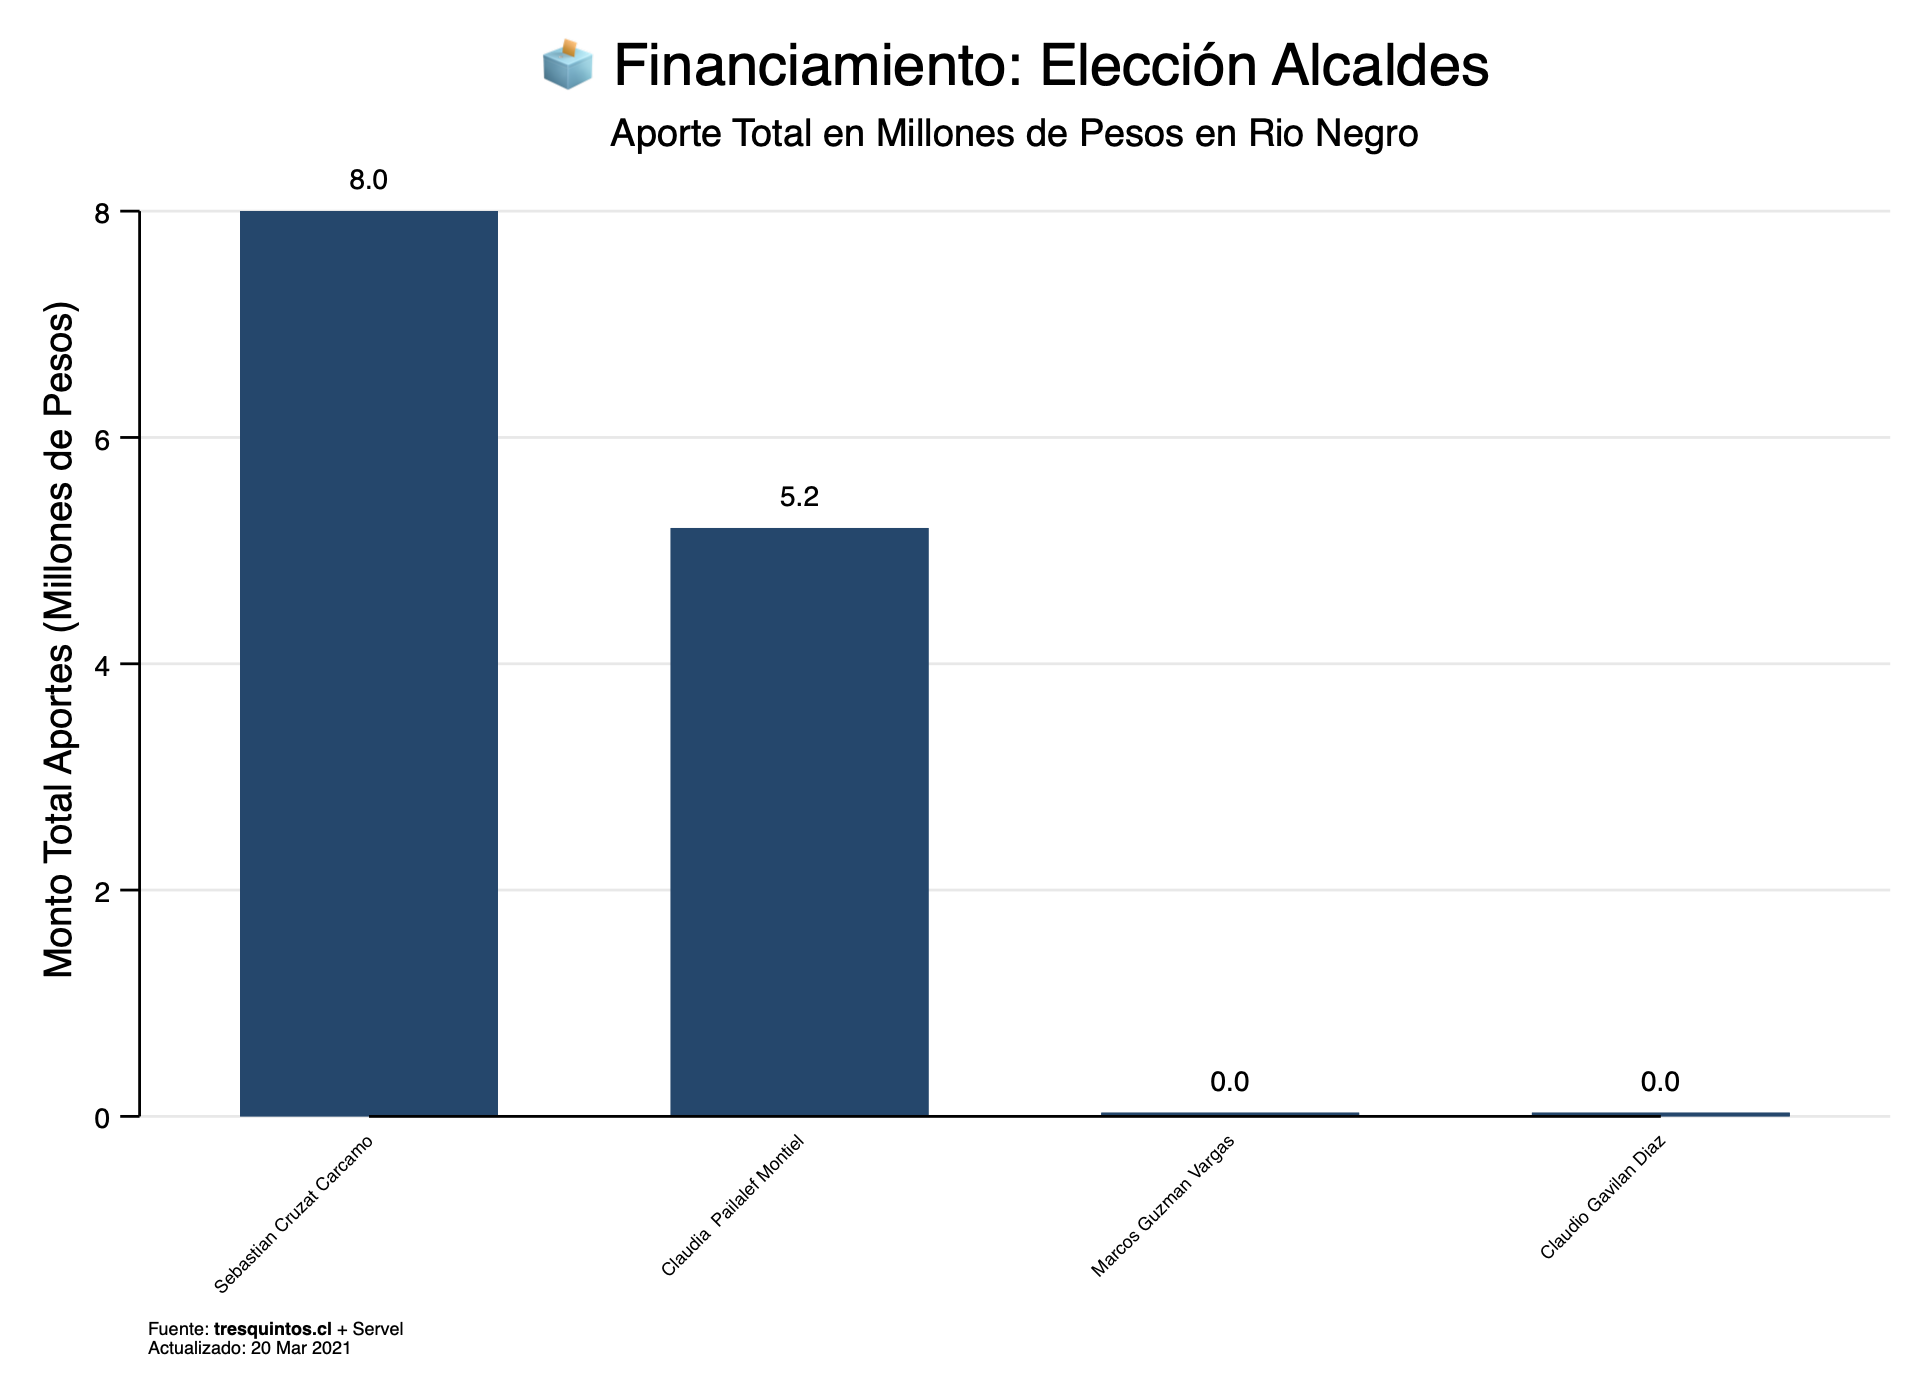 Financiamiento: Elección Alcaldes
Aporte Total en Millones de Pesos en Rio Negro
Monto Total Aportes (Millones de Pesos)
8
6
4
2
0
8.0
5.2
0.0
0.0
Sebastian Cruzat Carcamo
Claudia  Pailalef Montiel
Marcos Guzman Vargas
Claudio Gavilan Diaz
Fuente: tresquintos.cl + Servel
Actualizado: 20 Mar 2021